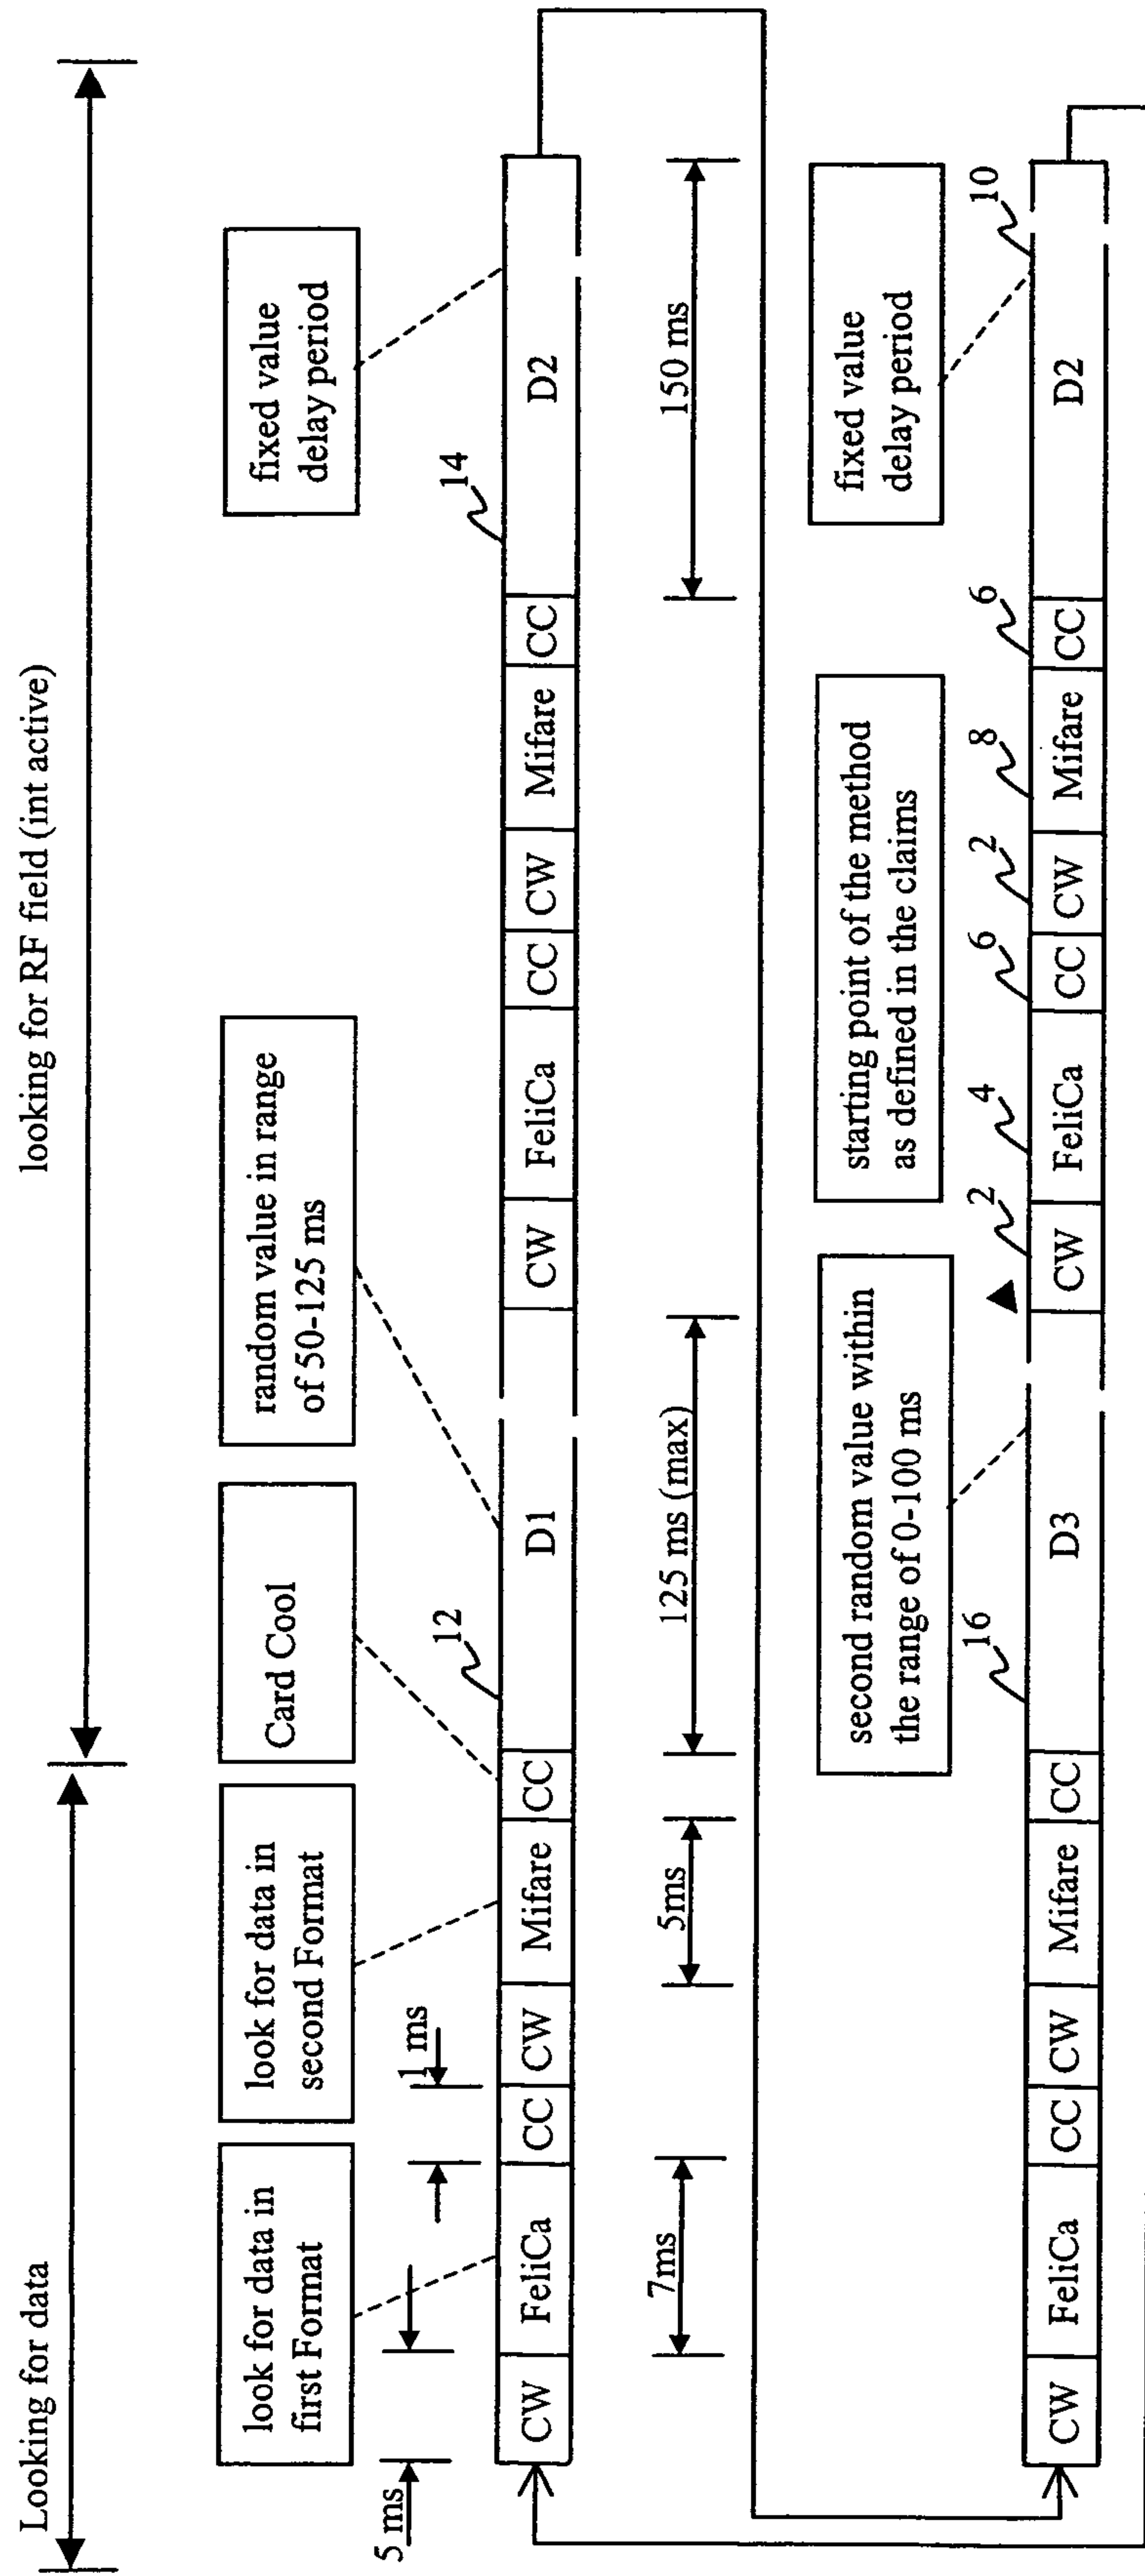 Looking for data
looking for RF field (int active)
look for data in
first Format
look for data in
second Format
Card Cool
random value in range
of 50-125 ms
fixed value
delay period
5 ms
1 ms
12
14
CW
FeliCa
CC
CW
Mifare
CC
D1
CW
FeliCa
CC
CW
Mifare
CC
D2
7ms
5ms
125 ms (max)
150 ms
second random value within
the range of 0-100 ms
starting point of the method
as defined in the claims
fixed value
delay period
16
2
4
6
2
8
6
10
CW
FeliCa
CC
CW
Mifare
CC
D3
CW
FeliCa
CC
CW
Mifare
CC
D2